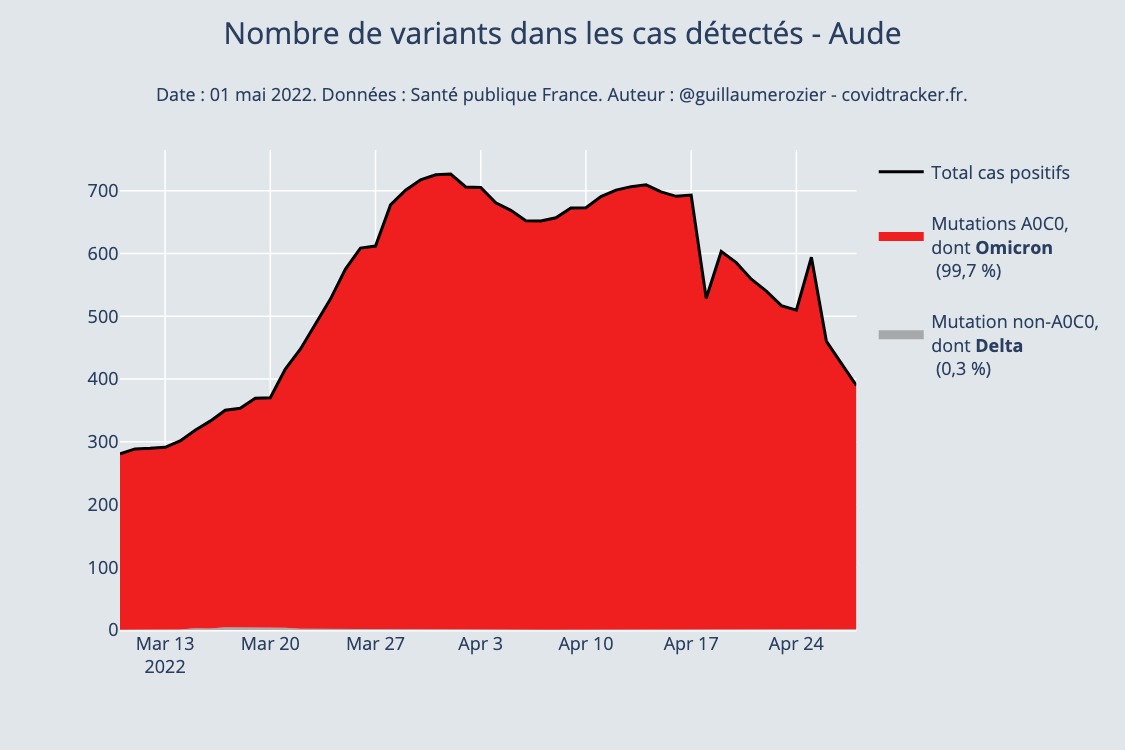 Nombre de variants dans les cas détectés - Aude
Date : 01 mai 2022. Données : Santé publique France. Auteur : @guillaumerozier - covidtracker.fr.
Total cas positifs
Mutations A0C0,
dont Omicron
(99,7 %)
Mutation non-A0C0,
dont Delta
(0,3 %)
700
600
500
400
300
200
100
0
Mar 13
2022
Mar 20
Mar 27
Apr 3
Apr 10
Apr 17
Apr 24